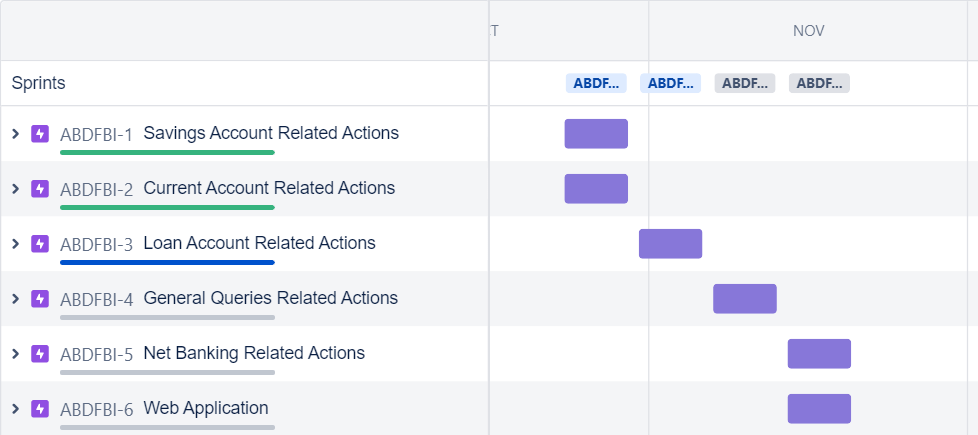 T NOV
Sprints ABDF... ABDF... ABDF... ABDF...
ABDFBI-1 Savings Account Related Actions
ABDFBI-2 Current Account Related Actions
ABDFBI-3 Loan Account Related Actions
ABDFBI-4 General Queries Related Actions
ABDFBI-5 Net Banking Related Actions
ABDFBI-6 Web Application